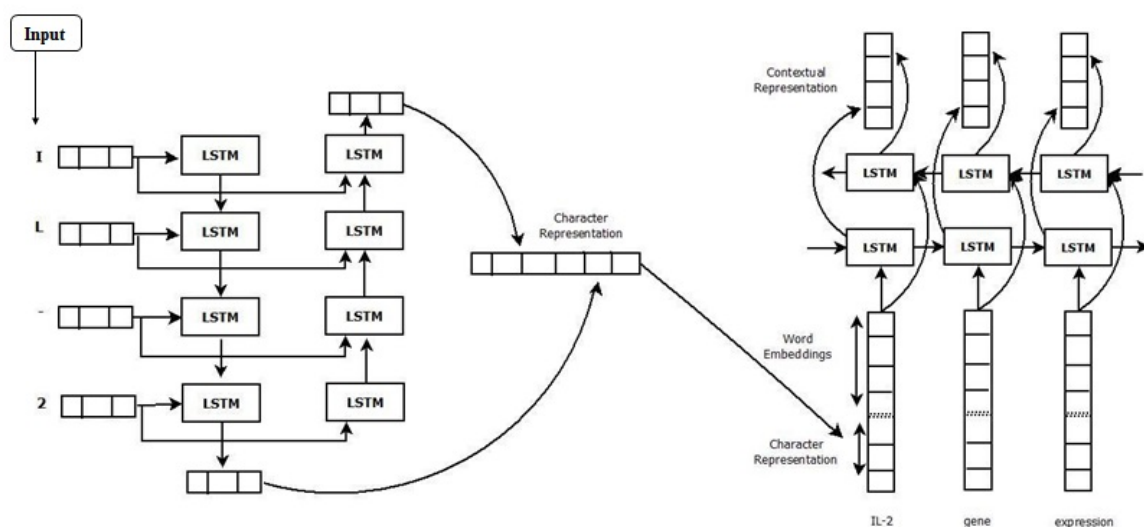 Input
I
LSTM
LSTM
L
LSTM
LSTM
-
LSTM
LSTM
2
LSTM
LSTM
Character
Representation
Contextual
Representation
LSTM
LSTM
LSTM
LSTM
LSTM
LSTM
Word
Embeddings
Character
Representation
IL-2
gene
expression